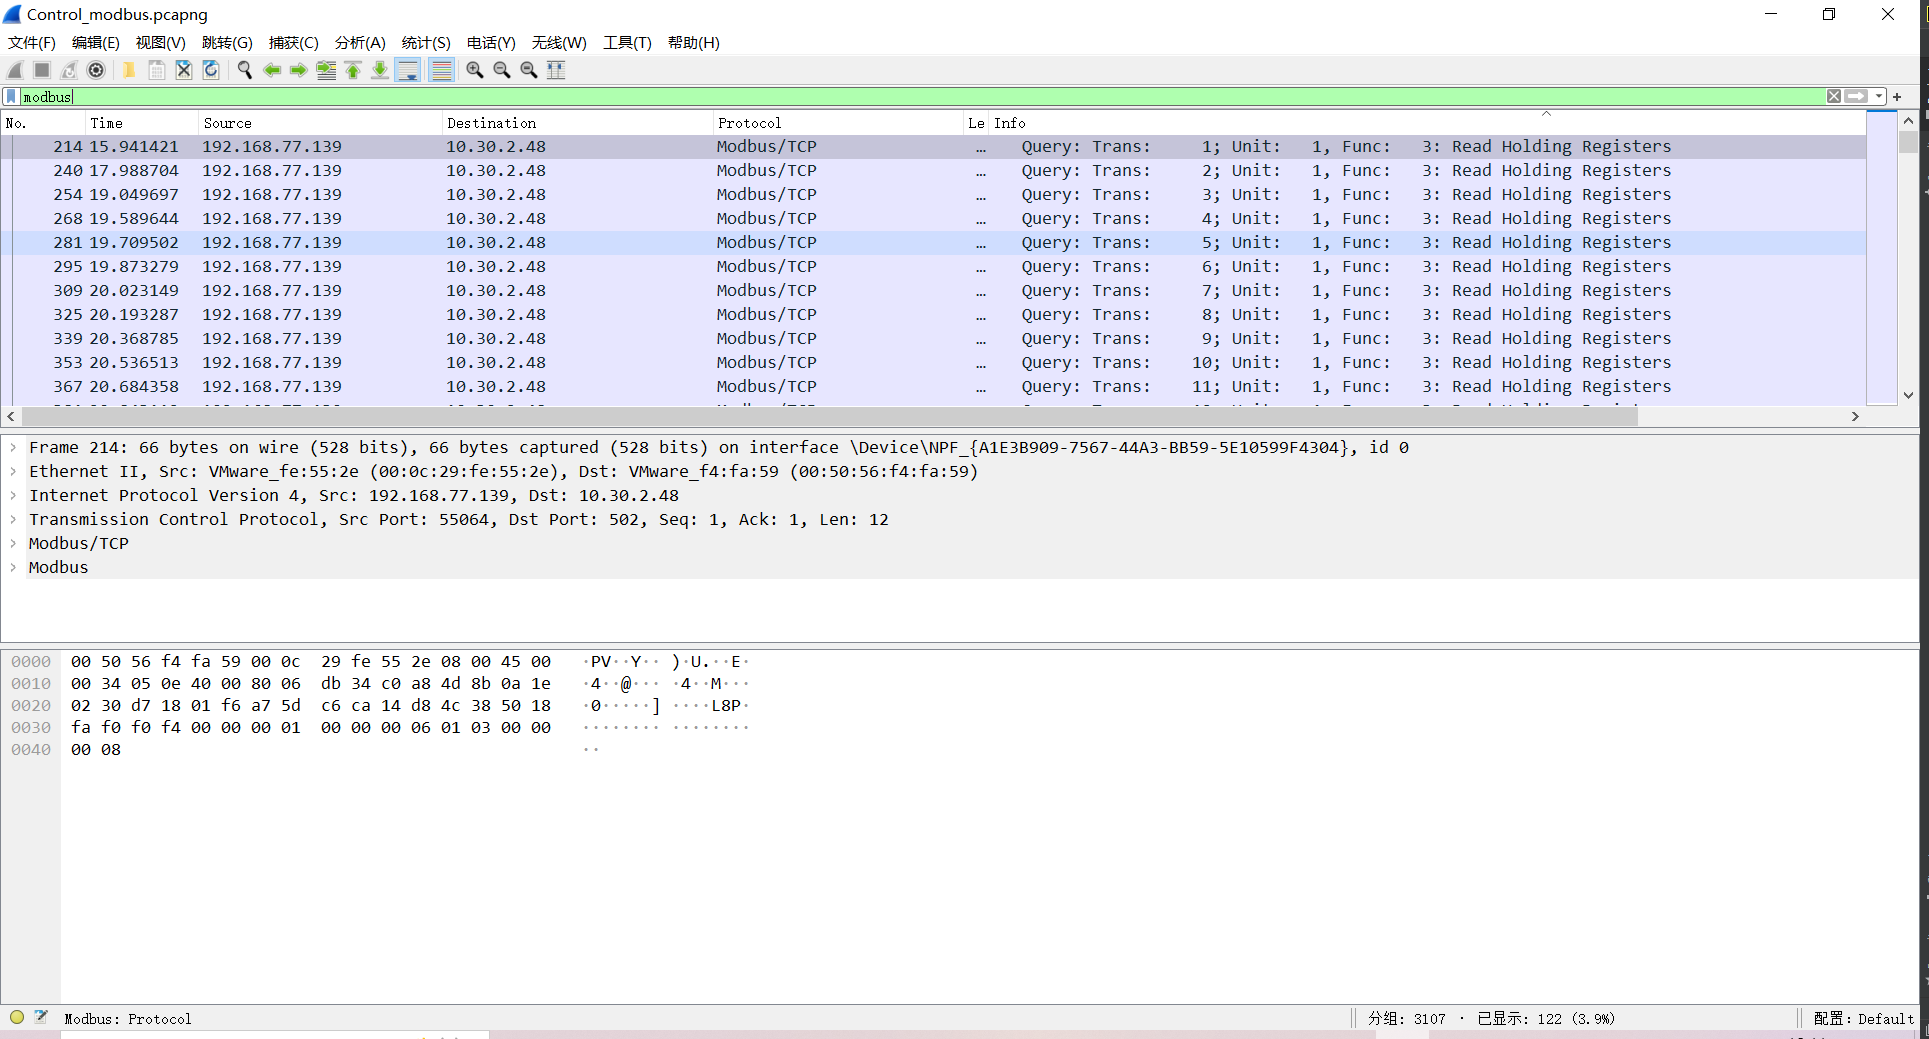 Control_modbus.pcapng
文件(F) 编辑(E) 视图(V) 跳转(G) 捕获(C) 分析(A) 统计(S) 电话(Y) 无线(W) 工具(T) 帮助(H)
modbus
No. Time Source Destination Protocol Le Info
214 15.941421 192.168.77.139 10.30.2.48 Modbus/TCP … Query: Trans: 1; Unit: 1, Func: 3: Read Holding Registers
240 17.988704 192.168.77.139 10.30.2.48 Modbus/TCP … Query: Trans: 2; Unit: 1, Func: 3: Read Holding Registers
254 19.049697 192.168.77.139 10.30.2.48 Modbus/TCP … Query: Trans: 3; Unit: 1, Func: 3: Read Holding Registers
268 19.589644 192.168.77.139 10.30.2.48 Modbus/TCP … Query: Trans: 4; Unit: 1, Func: 3: Read Holding Registers
281 19.709502 192.168.77.139 10.30.2.48 Modbus/TCP … Query: Trans: 5; Unit: 1, Func: 3: Read Holding Registers
295 19.873279 192.168.77.139 10.30.2.48 Modbus/TCP … Query: Trans: 6; Unit: 1, Func: 3: Read Holding Registers
309 20.023149 192.168.77.139 10.30.2.48 Modbus/TCP … Query: Trans: 7; Unit: 1, Func: 3: Read Holding Registers
325 20.193287 192.168.77.139 10.30.2.48 Modbus/TCP … Query: Trans: 8; Unit: 1, Func: 3: Read Holding Registers
339 20.368785 192.168.77.139 10.30.2.48 Modbus/TCP … Query: Trans: 9; Unit: 1, Func: 3: Read Holding Registers
353 20.536513 192.168.77.139 10.30.2.48 Modbus/TCP … Query: Trans: 10; Unit: 1, Func: 3: Read Holding Registers
367 20.684358 192.168.77.139 10.30.2.48 Modbus/TCP … Query: Trans: 11; Unit: 1, Func: 3: Read Holding Registers
Frame 214: 66 bytes on wire (528 bits), 66 bytes captured (528 bits) on interface \Device\NPF_{A1E3B909-7567-44A3-BB59-5E10599F4304}, id 0
Ethernet II, Src: VMware_fe:55:2e (00:0c:29:fe:55:2e), Dst: VMware_f4:fa:59 (00:50:56:f4:fa:59)
Internet Protocol Version 4, Src: 192.168.77.139, Dst: 10.30.2.48
Transmission Control Protocol, Src Port: 55064, Dst Port: 502, Seq: 1, Ack: 1, Len: 12
Modbus/TCP
Modbus
0000 00 50 56 f4 fa 59 00 0c 29 fe 55 2e 08 00 45 00 ·PV··Y·· )·U.··E·
0010 00 34 05 0e 40 00 80 06 db 34 c0 a8 4d 8b 0a 1e ·4··@··· ·4··M···
0020 02 30 d7 18 01 f6 a7 5d c6 ca 14 d8 4c 38 50 18 ·0·····] ····L8P·
0030 fa f0 f0 f4 00 00 00 01 00 00 00 06 01 03 00 00 ········ ········
0040 00 08 ··
Modbus: Protocol 分组: 3107 · 已显示: 122 (3.9%) 配置: Default